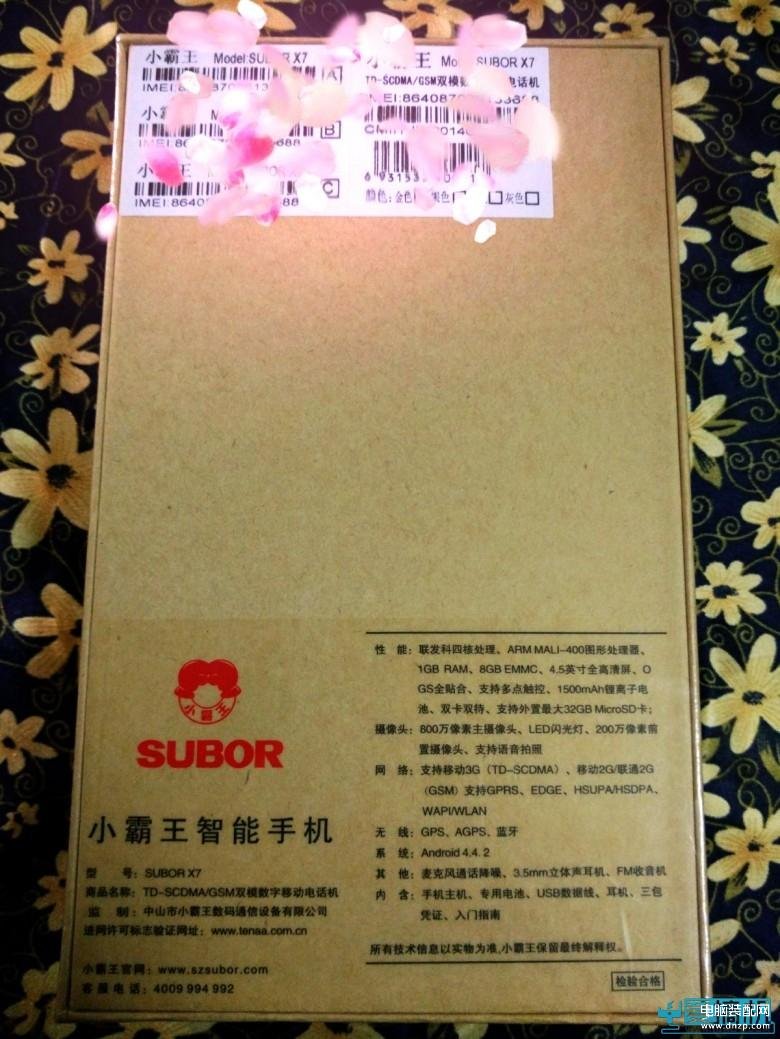 小霸王 Model:SUBOR X7
A
B
C
小霸王
TD-SCDMA/GSM双模数 电话机
灰色
小霸王
SUBOR
小霸王智能手机
型 号：SUBOR X7
商品名称：TD-SCDMA/GSM双模数字移动电话机
监 制：中山市小霸王数码通信设备有限公司
进网许可标志验证网址：www.tenaa.com.cn
小霸王官网：www.szsubor.com
客服电话：4009 994 992
性 能：联发科四核处理、ARM MALI-400图形处理器、
1GB RAM、8GB EMMC、4.5英寸全高清屏、O
GS全贴合、支持多点触控、1500mAh锂离子电
池、双卡双待、支持外置最大32GB MicroSD卡；
摄像头：800万像素主摄像头、LED闪光灯、200万像素前
置摄像头、支持语音拍照
网 络：支持移动3G（TD-SCDMA）、移动2G/联通2G
（GSM）支持GPRS、EDGE、HSUPA/HSDPA、
WAPI/WLAN
无 线：GPS、AGPS、蓝牙
系 统：Android 4.4.2
其 他：麦克风通话降噪、3.5mm立体声耳机、FM收音机
内 含：手机主机、专用电池、USB数据线、耳机、三包
凭证、入门指南
所有技术信息以实物为准,小霸王保留最终解释权。
检验合格
电脑装配网
www.dnzp.com